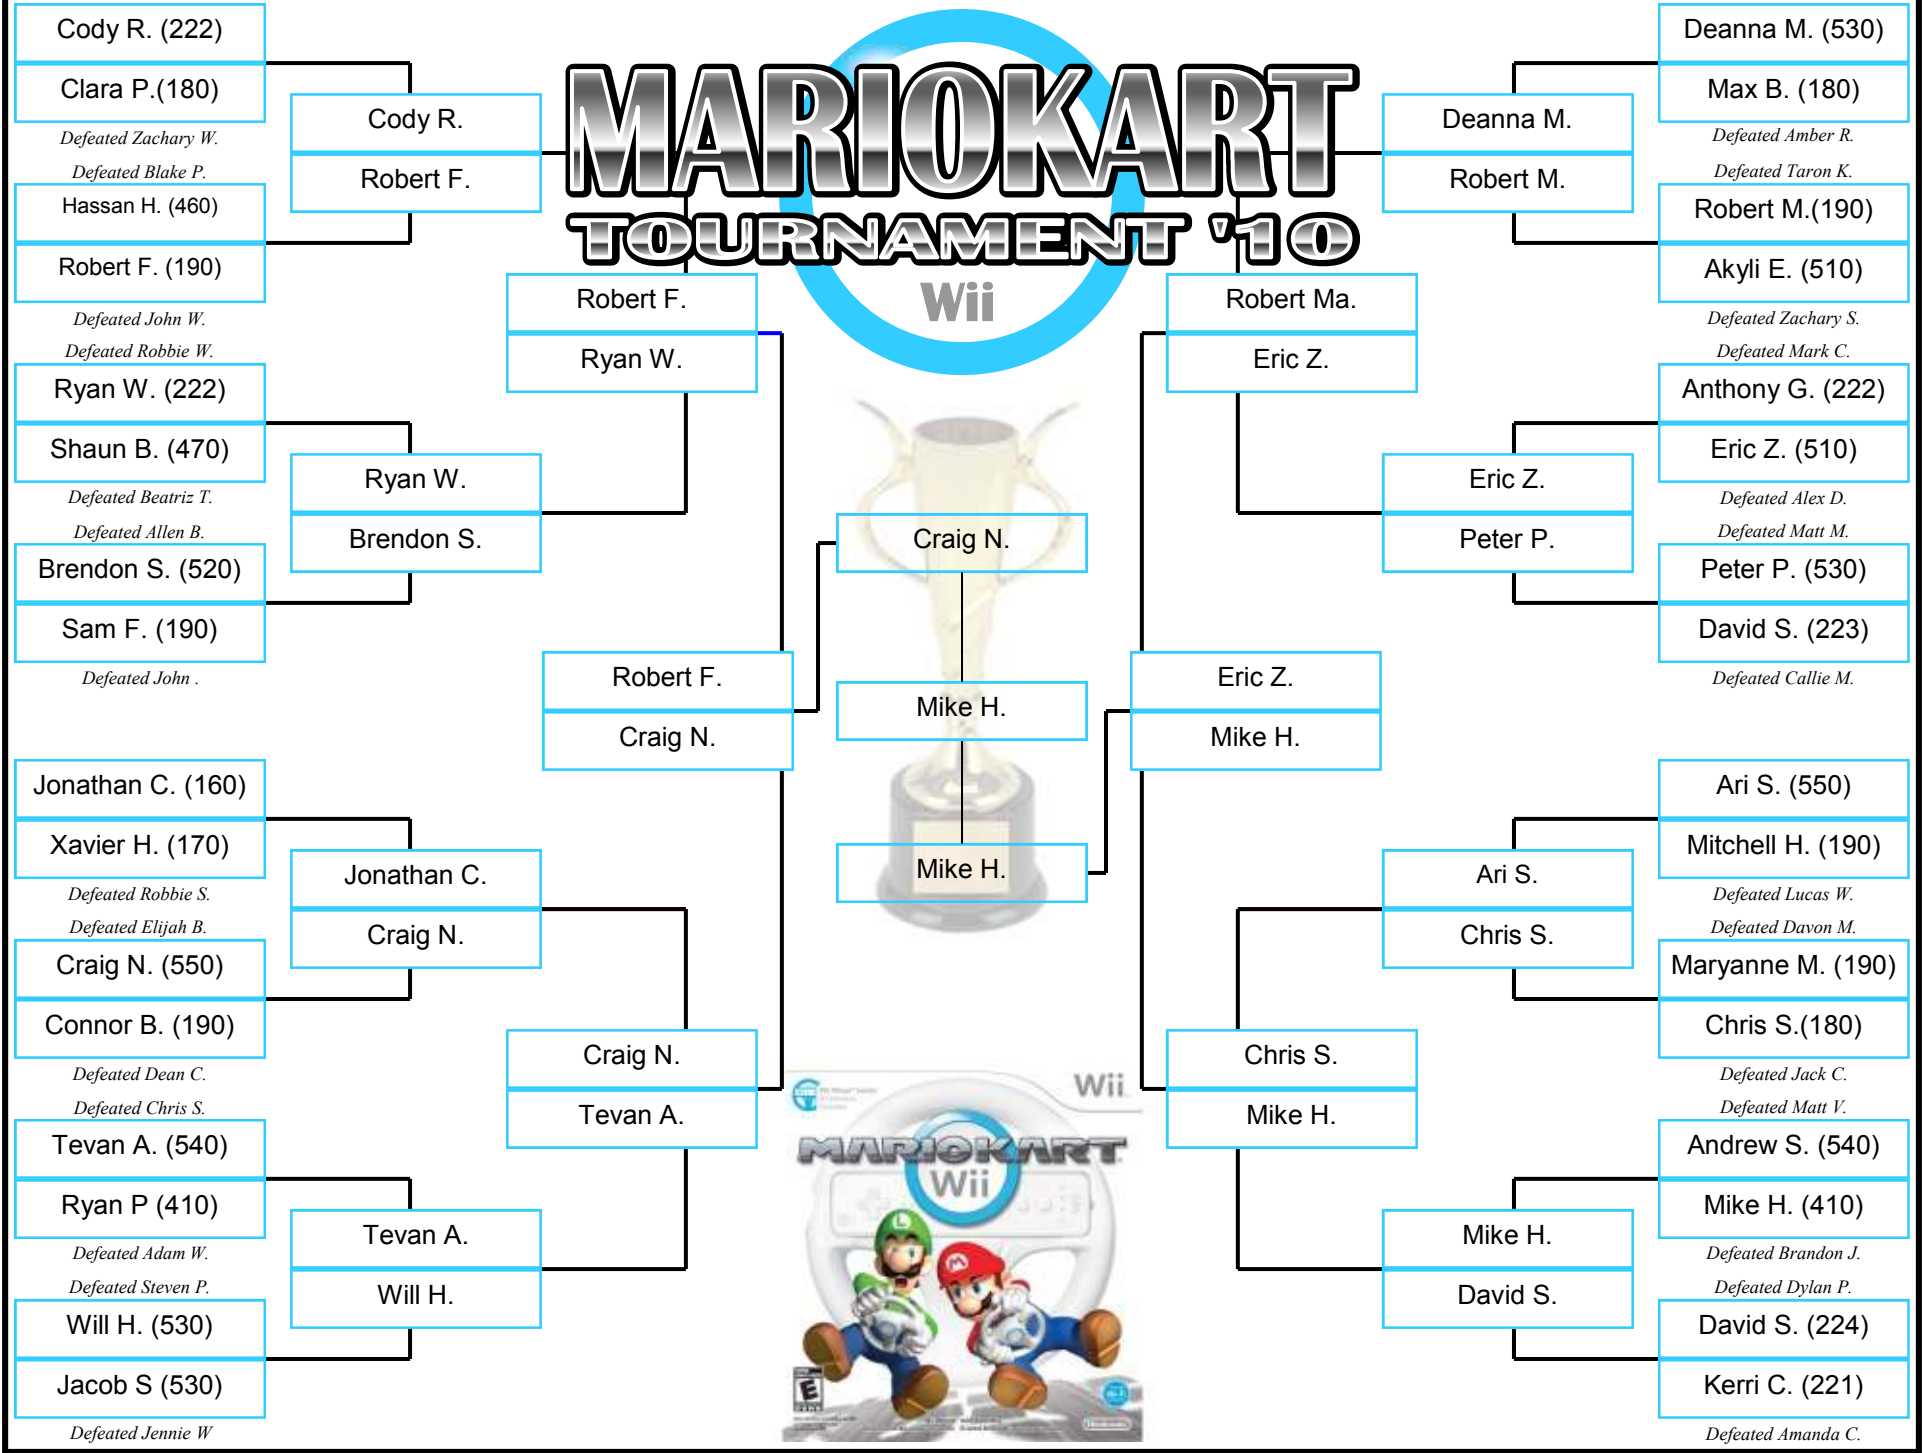 Cody R. (222)
Clara P.(180)
Defeated Zachary W.
Defeated Blake P.
Hassan H. (460)
Robert F. (190)
Defeated John W.
Defeated Robbie W.
Ryan W. (222)
Shaun B. (470)
Defeated Beatriz T.
Defeated Allen B.
Brendon S. (520)
Sam F. (190)
Defeated John .
Jonathan C. (160)
Xavier H. (170)
Defeated Robbie S.
Defeated Elijah B.
Craig N. (550)
Connor B. (190)
Defeated Dean C.
Defeated Chris S.
Tevan A. (540)
Ryan P (410)
Defeated Adam W.
Defeated Steven P.
Will H. (530)
Jacob S (530)
Defeated Jennie W
Cody R.
Robert F.
Ryan W.
Brendon S.
Jonathan C.
Craig N.
Tevan A.
Will H.
Robert F.
Ryan W.
Craig N.
Tevan A.
Robert F.
Craig N.
MARIOKART
TOURNAMENT '10
Wii
Craig N.
Mike H.
Mike H.
Wii
MARIOKART
Wii
L
M
E
Eric Z.
Mike H.
Robert Ma.
Eric Z.
Chris S.
Mike H.
Deanna M.
Robert M.
Eric Z.
Peter P.
Ari S.
Chris S.
Mike H.
David S.
Deanna M. (530)
Max B. (180)
Defeated Amber R.
Defeated Taron K.
Robert M.(190)
Akyli E. (510)
Defeated Zachary S.
Defeated Mark C.
Anthony G. (222)
Eric Z. (510)
Defeated Alex D.
Defeated Matt M.
Peter P. (530)
David S. (223)
Defeated Callie M.
Ari S. (550)
Mitchell H. (190)
Defeated Lucas W.
Defeated Davon M.
Maryanne M. (190)
Chris S.(180)
Defeated Jack C.
Defeated Matt V.
Andrew S. (540)
Mike H. (410)
Defeated Brandon J.
Defeated Dylan P.
David S. (224)
Kerri C. (221)
Defeated Amanda C.